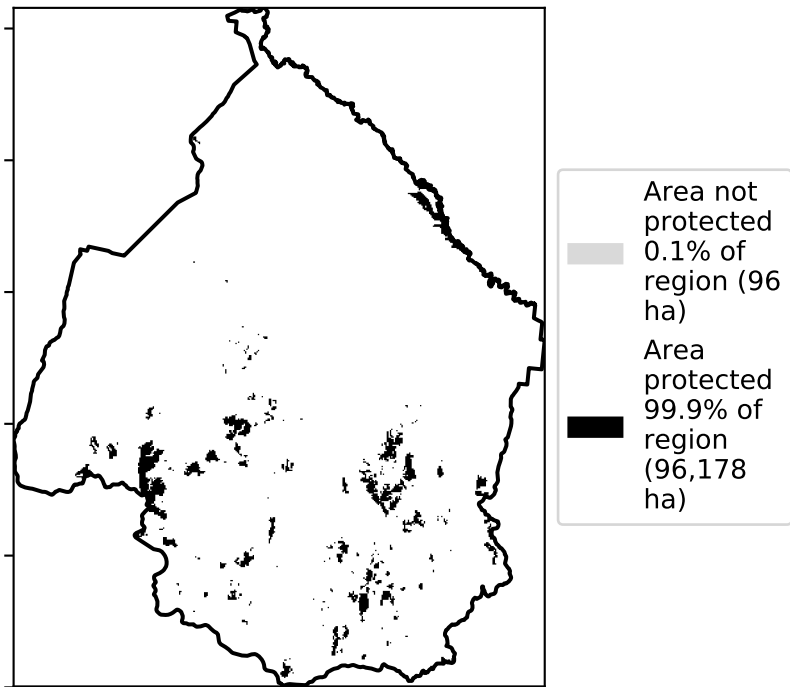 Area not
protected
0.1% of
region (96
ha)
Area
protected
99.9% of
region
(96,178
ha)